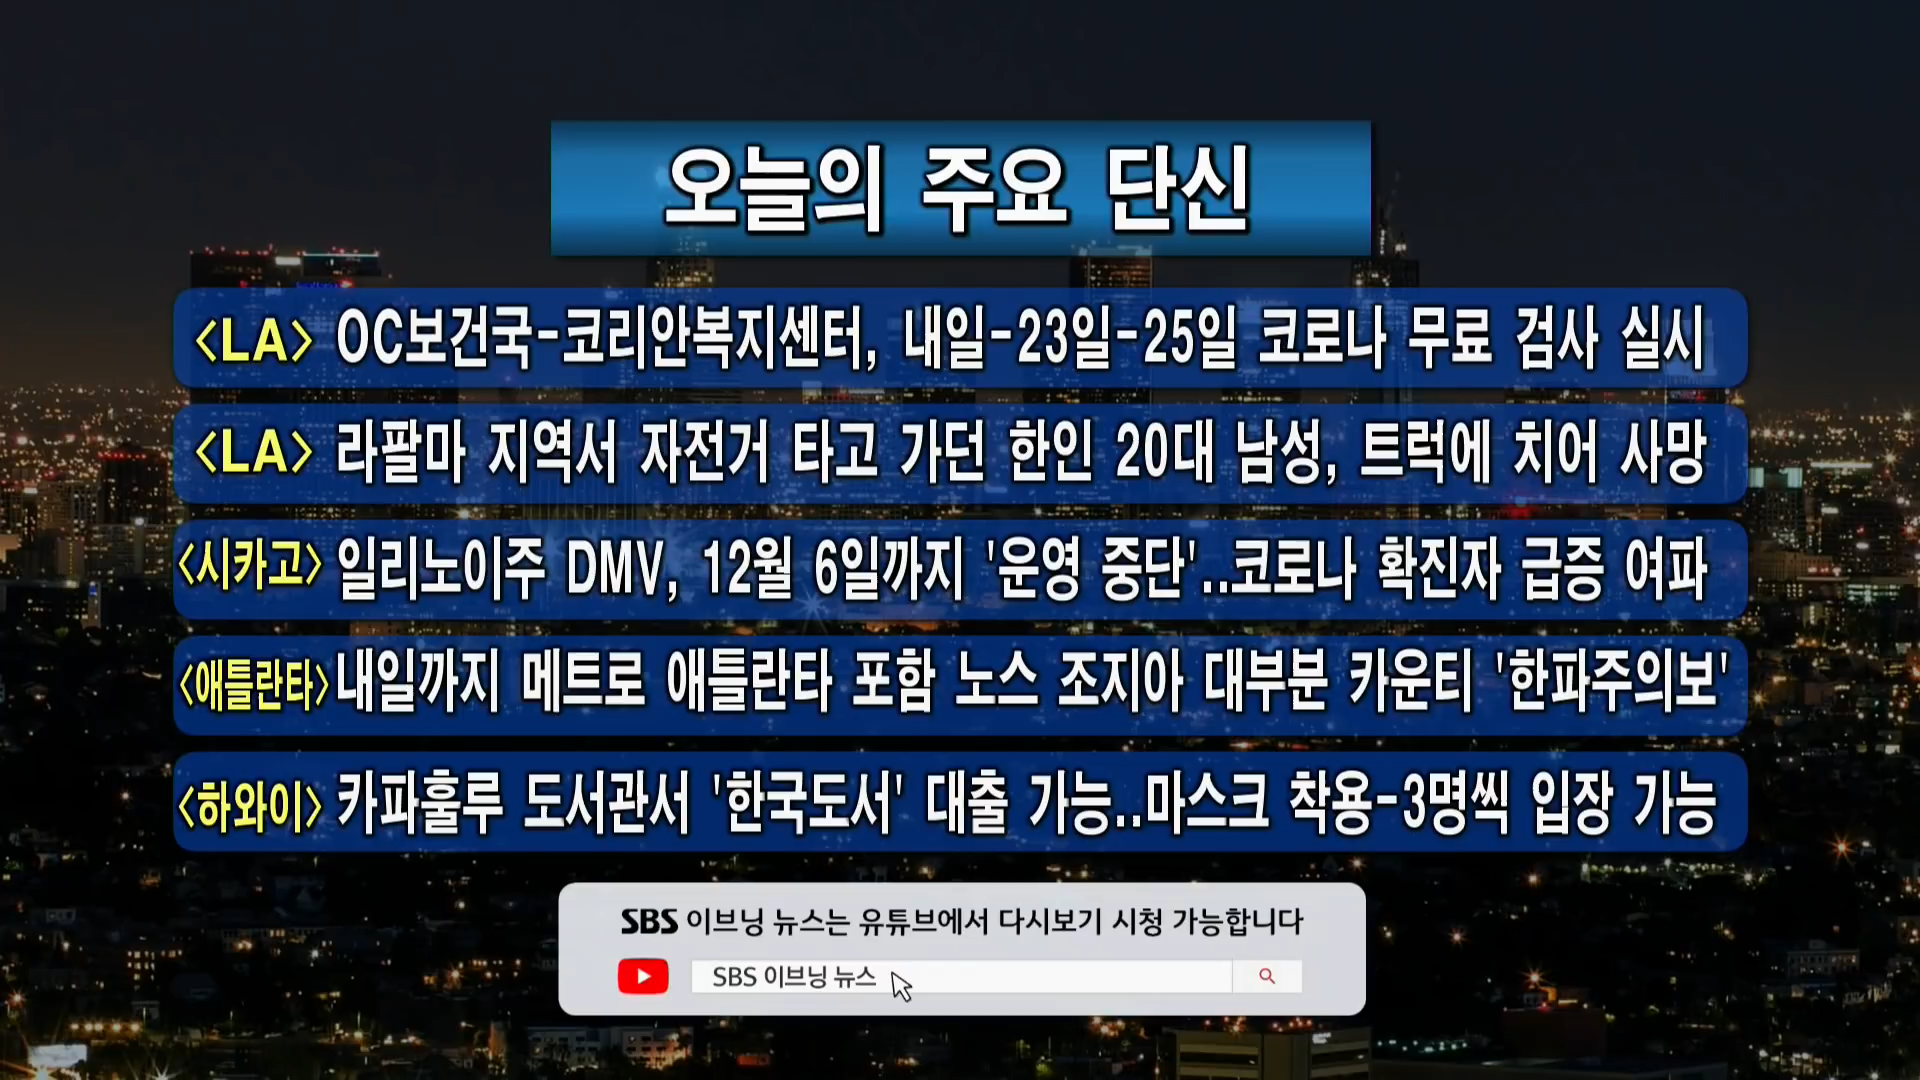 오늘의 주요 단신
<LA> OC보건국-코리안복지센터, 내일-23일-25일 코로나 무료 검사 실시
<LA> 라팔마 지역서 자전거 타고 가던 한인 20대 남성, 트럭에 치어 사망
<시카고> 일리노이주 DMV, 12월 6일까지 '운영 중단'..코로나 확진자 급증 여파
<애틀란타> 내일까지 메트로 애틀란타 포함 노스 조지아 대부분 카운티 '한파주의보'
<하와이> 카파훌루 도서관서 '한국도서' 대출 가능..마스크 착용-3명씩 입장 가능
SBS 이브닝 뉴스는 유튜브에서 다시보기 시청 가능합니다
SBS 이브닝 뉴스